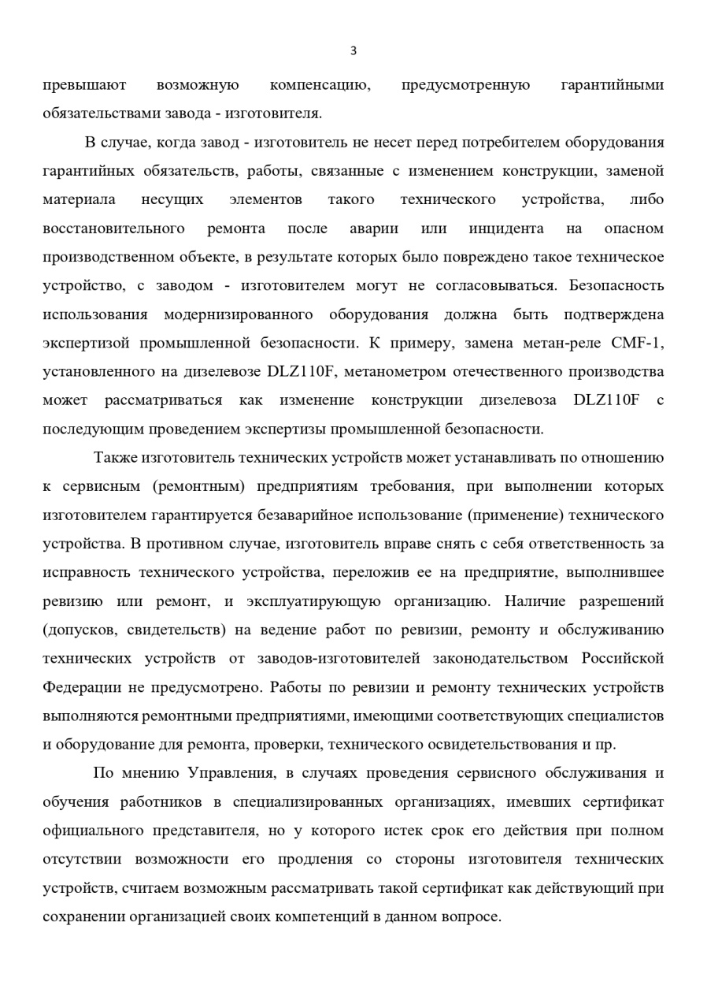 3
превышают возможную компенсацию, предусмотренную гарантийными
обязательствами завода - изготовителя.
В случае, когда завод - изготовитель не несет перед потребителем оборудования
гарантийных обязательств, работы, связанные с изменением конструкции, заменой
материала несущих элементов такого технического устройства, либо
восстановительного ремонта после аварии или инцидента на опасном
производственном объекте, в результате которых было повреждено такое техническое
устройство, с заводом - изготовителем могут не согласовываться. Безопасность
использования модернизированного оборудования должна быть подтверждена
экспертизой промышленной безопасности. К примеру, замена метан-реле CMF-1,
установленного на дизелевозе DLZ110F, метанометром отечественного производства
может рассматриваться как изменение конструкции дизелевоза DLZ110F с
последующим проведением экспертизы промышленной безопасности.
Также изготовитель технических устройств может устанавливать по отношению
к сервисным (ремонтным) предприятиям требования, при выполнении которых
изготовителем гарантируется безаварийное использование (применение) технического
устройства. В противном случае, изготовитель вправе снять с себя ответственность за
исправность технического устройства, переложив ее на предприятие, выполнившее
ревизию или ремонт, и эксплуатирующую организацию. Наличие разрешений
(допусков, свидетельств) на ведение работ по ревизии, ремонту и обслуживанию
технических устройств от заводов-изготовителей законодательством Российской
Федерации не предусмотрено. Работы по ревизии и ремонту технических устройств
выполняются ремонтными предприятиями, имеющими соответствующих специалистов
и оборудование для ремонта, проверки, технического освидетельствования и пр.
По мнению Управления, в случаях проведения сервисного обслуживания и
обучения работников в специализированных организациях, имевших сертификат
официального представителя, но у которого истек срок его действия при полном
отсутствии возможности его продления со стороны изготовителя технических
устройств, считаем возможным рассматривать такой сертификат как действующий при
сохранении организацией своих компетенций в данном вопросе.